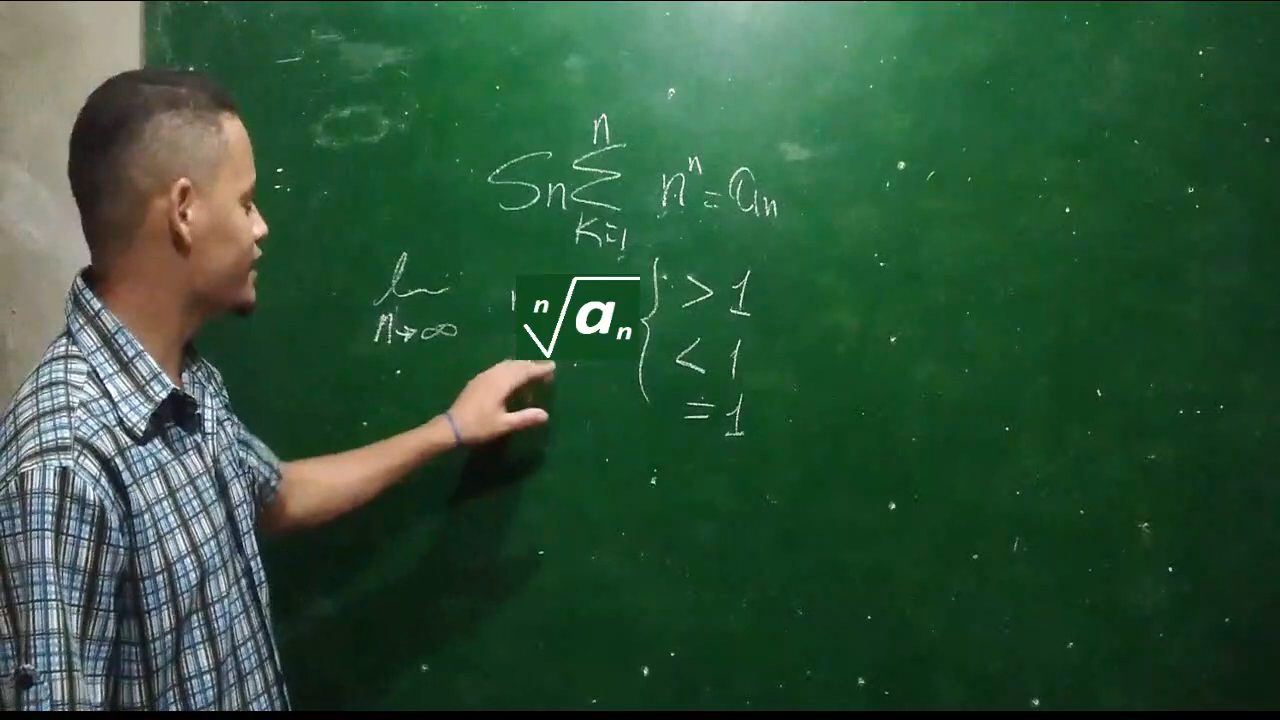 n
Sn∑ nⁿ = aₙ
K=1
lim ⁿ√aₙ { > 1
n→∞ < 1
= 1